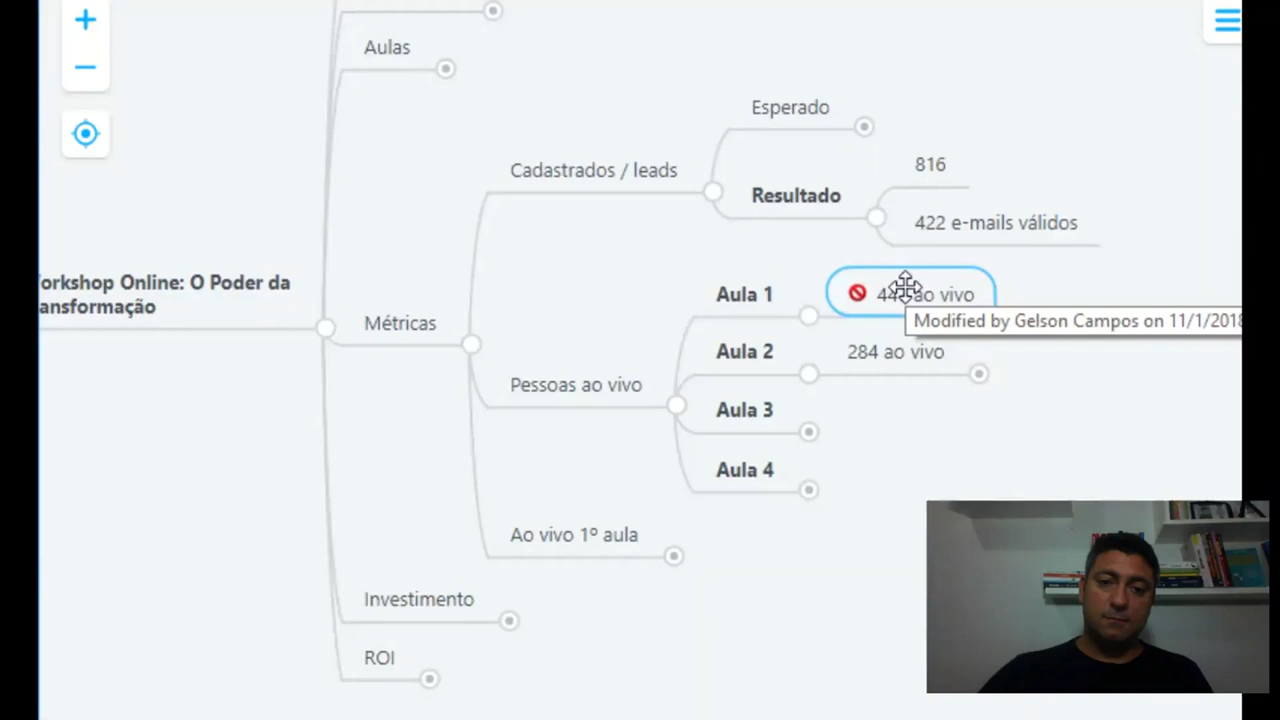 Aulas
Esperado
816
Cadastrados / leads
Resultado
422 e-mails válidos
orkshop Online: O Poder da
ansformação
Aula 1
ao vivo
Modified by Gelson Campos on 11/1/2018
Métricas
Aula 2
284 ao vivo
Pessoas ao vivo
Aula 3
Aula 4
Ao vivo 1º aula
Investimento
ROI